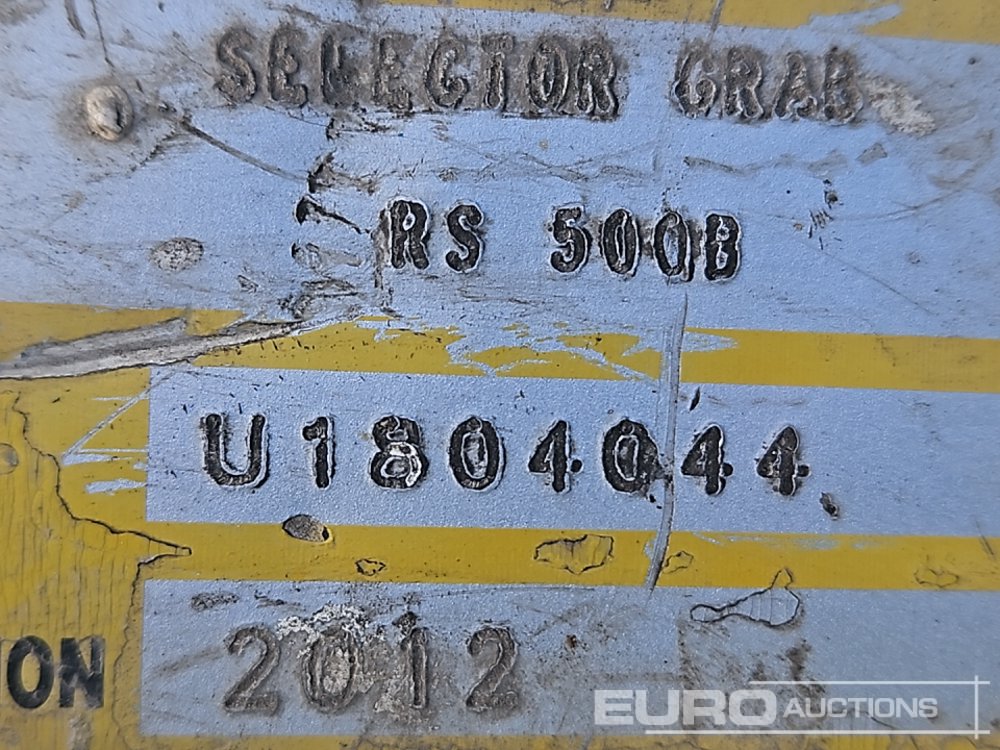 SELECTOR GRAB
RS 500B
U1804044
ON 2012
EURO AUCTIONS